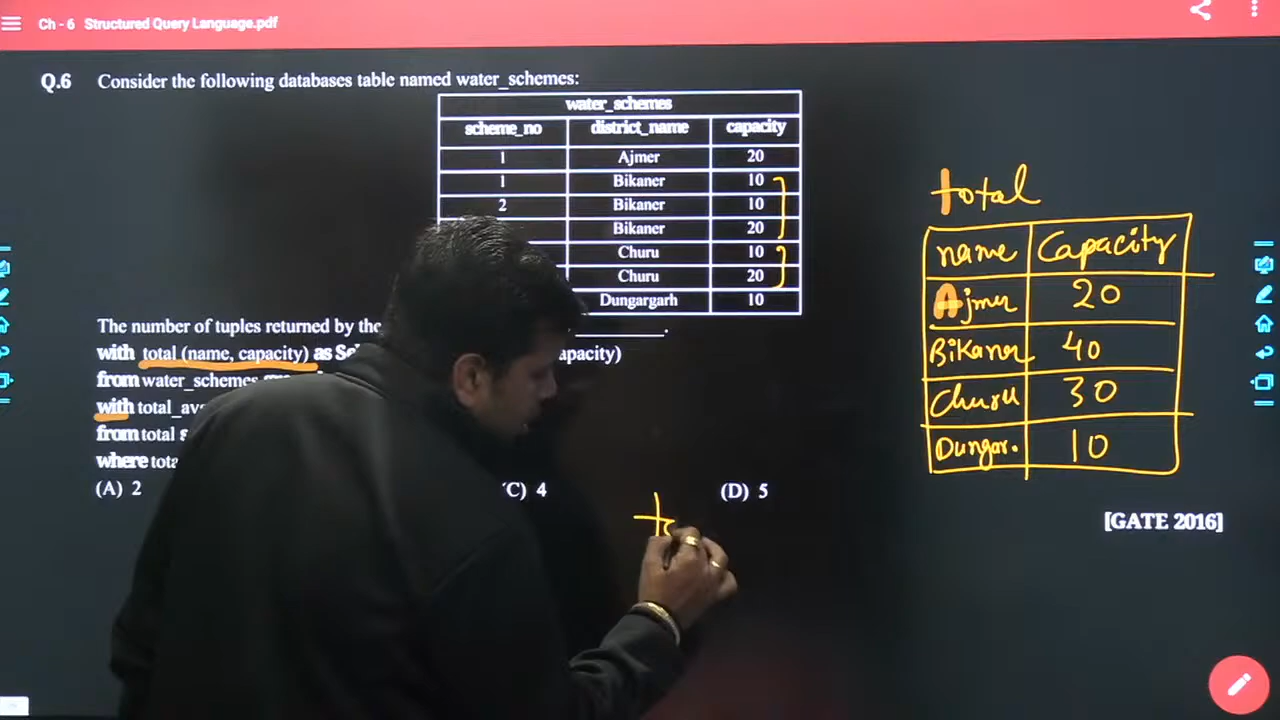 Ch - 6 Structured Query Language.pdf
Q.6 Consider the following databases table named water_schemes:
water_schemes
scheme_no district_name capacity
1 Ajmer 20
1 Bikaner 10
2 Bikaner 10
Bikaner 20
Churu 10
Churu 20
Dungargarh 10
The number of tuples returned by the __________.
with total (name, capacity) as apacity)
from water_schemes
with
from total
where
(A) 2 (C) 4 (D) 5
[GATE 2016]
total
name Capacity
Ajmer 20
Bikaner 40
Churu 30
Dungar. 10